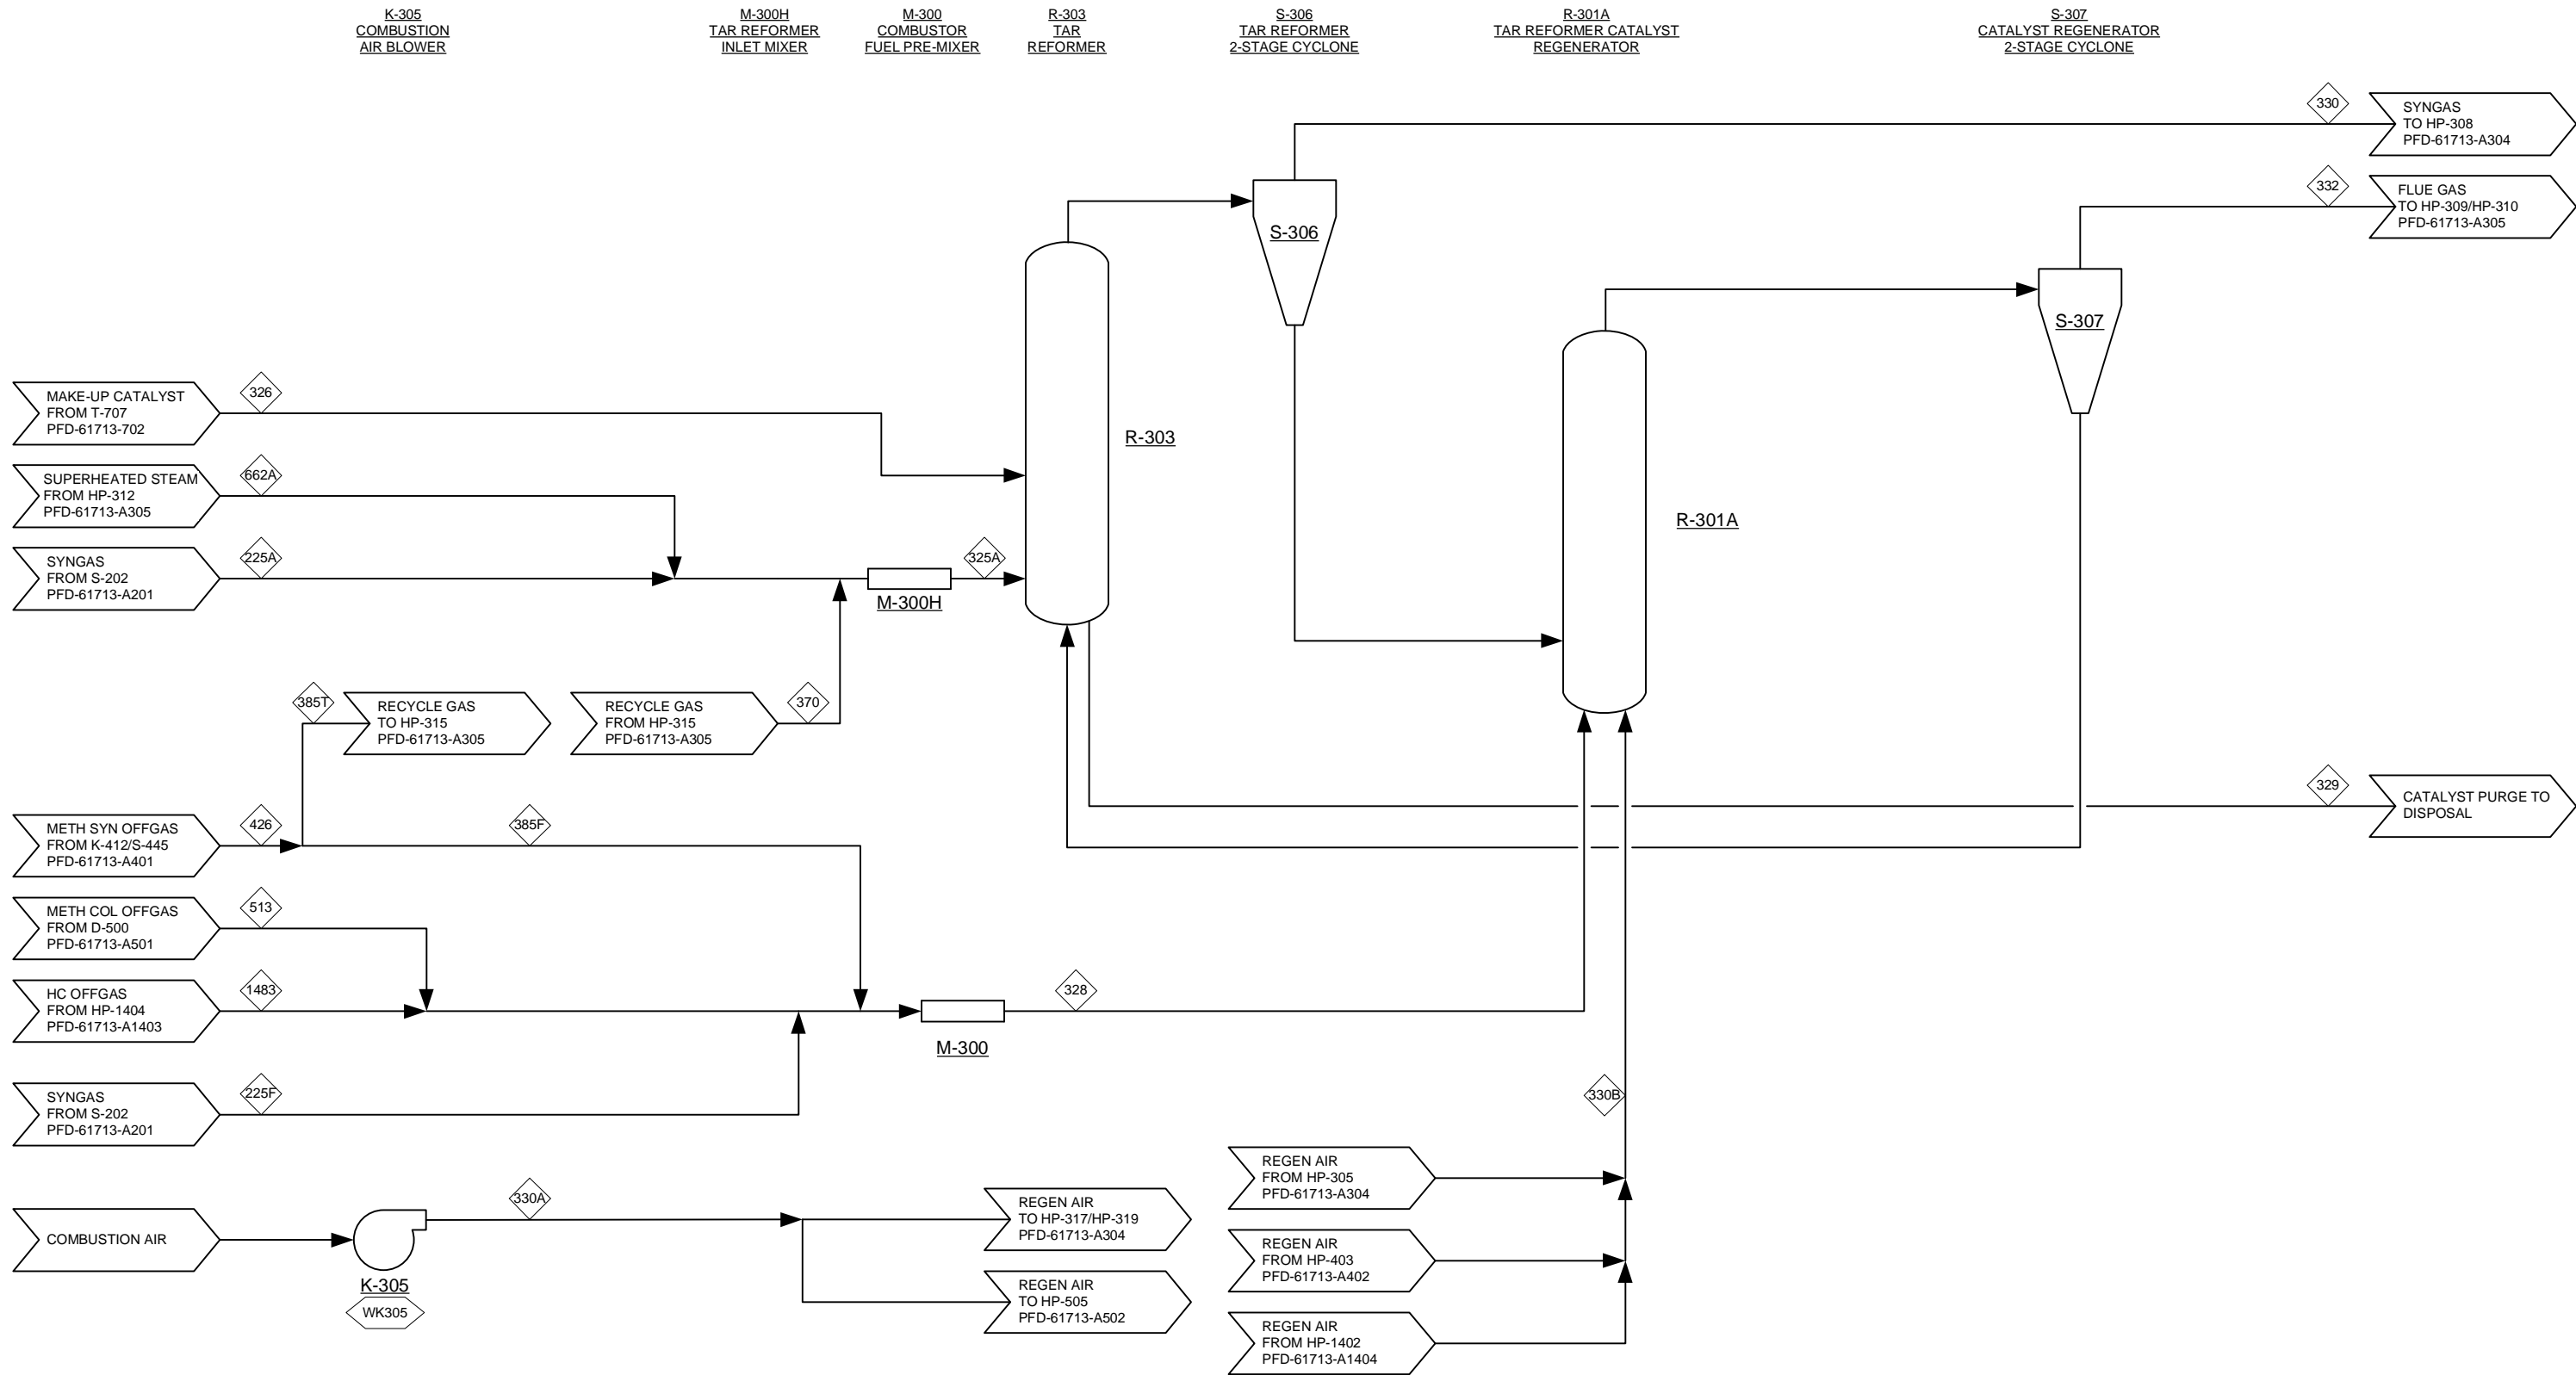 K-305
COMBUSTION
AIR BLOWER
M-300H
TAR REFORMER
INLET MIXER
M-300
COMBUSTOR
FUEL PRE-MIXER
R-303
TAR
REFORMER
S-306
TAR REFORMER
2-STAGE CYCLONE
R-301A
TAR REFORMER CATALYST
REGENERATOR
S-307
CATALYST REGENERATOR
2-STAGE CYCLONE
330
SYNGAS
TO HP-308
PFD-61713-A304
332
FLUE GAS
TO HP-309/HP-310
PFD-61713-A305
S-306
S-307
MAKE-UP CATALYST
FROM T-707
PFD-61713-702
326
R-303
SUPERHEATED STEAM
FROM HP-312
PFD-61713-A305
662A
R-301A
SYNGAS
FROM S-202
PFD-61713-A201
225A
325A
M-300H
385T
RECYCLE GAS
TO HP-315
PFD-61713-A305
RECYCLE GAS
FROM HP-315
PFD-61713-A305
370
329
CATALYST PURGE TO
DISPOSAL
METH SYN OFFGAS
FROM K-412/S-445
PFD-61713-A401
426
385F
METH COL OFFGAS
FROM D-500
PFD-61713-A501
513
HC OFFGAS
FROM HP-1404
PFD-61713-A1403
1483
328
M-300
SYNGAS
FROM S-202
PFD-61713-A201
225F
330B
REGEN AIR
FROM HP-305
PFD-61713-A304
COMBUSTION AIR
330A
REGEN AIR
TO HP-317/HP-319
PFD-61713-A304
REGEN AIR
FROM HP-403
PFD-61713-A402
K-305
WK305
REGEN AIR
TO HP-505
PFD-61713-A502
REGEN AIR
FROM HP-1402
PFD-61713-A1404